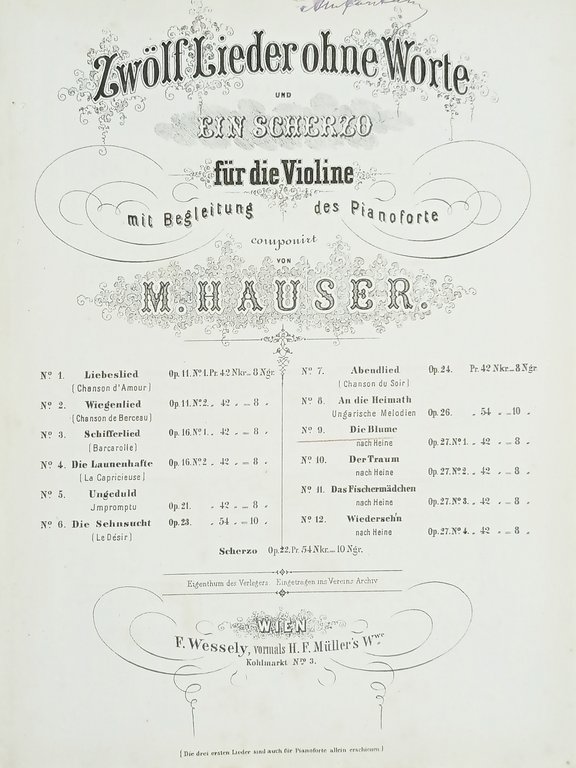 Zwölf Lieder ohne Worte
UND
EIN SCHERZO
für die Violine
mit Begleitung des Pianoforte
componirt
VON
M. HAUSER.
No 1. Liebeslied Op. 11. No 1. Pr. 42 Nkr. 8 Ngr.
(Chanson d'Amour)
No 2. Wiegenlied Op. 11. No 2. „ 42 „ 8 „
(Chanson de Berceau)
No 3. Schifferlied Op. 16. No 1. „ 42 „ 8 „
(Barcarolle)
No 4. Die Launenhafte Op. 16. No 2 „ 42 „ 8 „
(La Capricieuse)
No 5. Ungeduld
Jmpromptu Op. 21. „ 42 „ 8 „
No 6. Die Sehnsucht Op. 23. „ 54 „ 10 „
(Le Désir)
No 7. Abendlied Op. 24. Pr. 42 Nkr. 8 Ngr
(Chanson du Soir)
No 8. An die Heimath
Ungarische Melodien Op. 26. „ 54 „ 10 „
No 9. Die Blume
nach Heine Op. 27. No 1. „ 42 „ 8 „
No 10. Der Traum
nach Heine Op. 27. No 2. „ 42 „ 8 „
No 11. Das Fischermädchen
nach Heine Op. 27. No 3. „ 42 „ 8 „
No 12. Wiederseh'n
nach Heine Op. 27. No 4. „ 42 „ 8 „
Scherzo Op. 22. Pr. 54 Nkr. 10 Ngr.
Eigenthum des Verlegers. Eingetragen ins Vereins Archiv
WIEN
F. Wessely, vormals H. F. Müller's Wwe
Kohlmarkt No 3.
(Die drei ersten Lieder sind auch für Pianoforte allein erschienen)